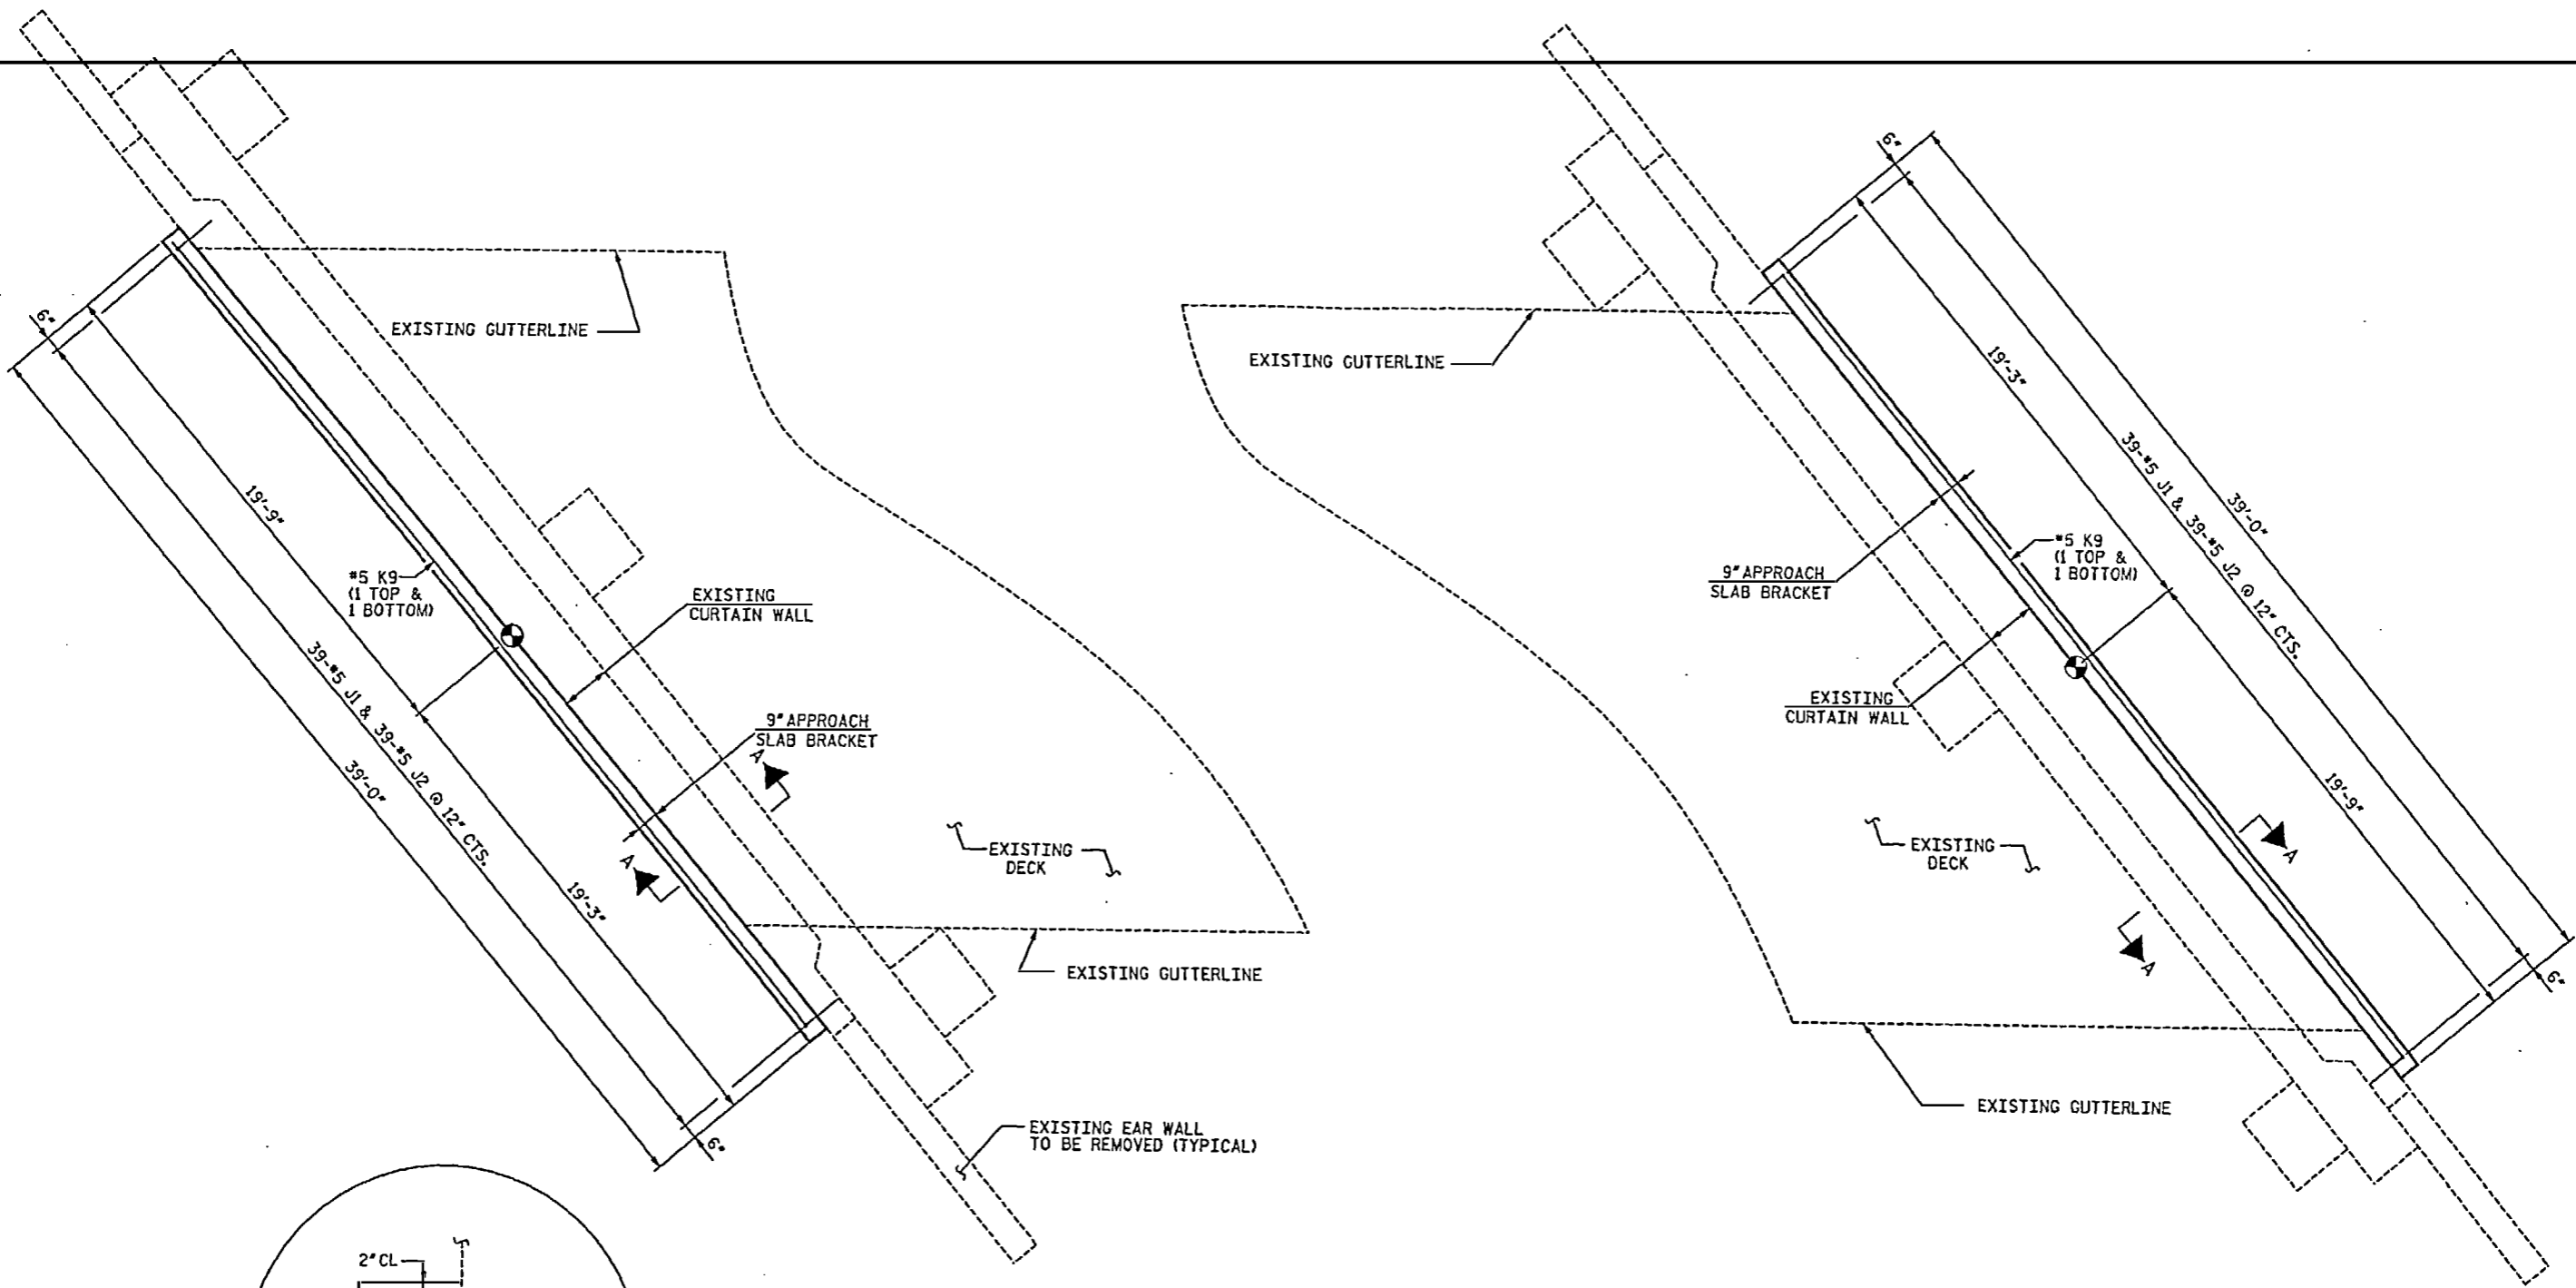 EXISTING GUTTERLINE
6"
19'-9"
#5 K9
(1 TOP &
1 BOTTOM)
39-#5 J1 & 39-#5 J2 @ 12" CTS.
39'-0"
19'-3"
6"
EXISTING
CURTAIN WALL
9" APPROACH
SLAB BRACKET
A
A
EXISTING
DECK
EXISTING GUTTERLINE
EXISTING EAR WALL
TO BE REMOVED (TYPICAL)
2" CL
EXISTING GUTTERLINE
6"
19'-3"
39-#5 J1 & 39-#5 J2 @ 12" CTS.
39'-0"
#5 K9
(1 TOP &
1 BOTTOM)
9" APPROACH
SLAB BRACKET
EXISTING
CURTAIN WALL
19'-9"
A
A
EXISTING
DECK
6"
EXISTING GUTTERLINE